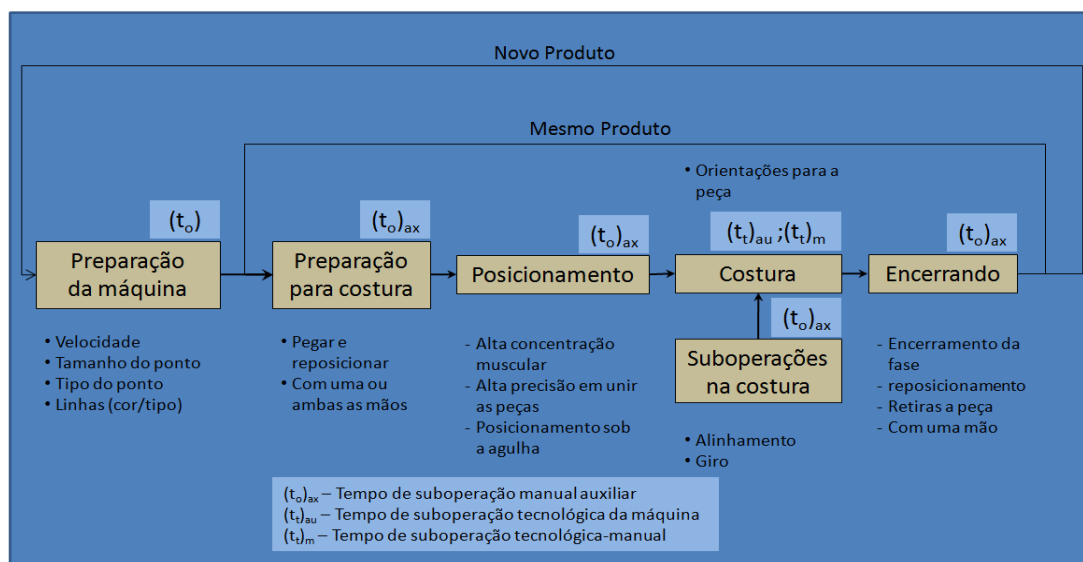 Novo Produto
Mesmo Produto
• Orientações para a
peça
(to)
(to)ax
(to)ax
(tt)au ;(tt)m
(to)ax
Preparação
da máquina
Preparação
para costura
Posicionamento
Costura
Encerrando
(to)ax
Suboperações
na costura
• Velocidade
• Tamanho do ponto
• Tipo do ponto
• Linhas (cor/tipo)
• Pegar e
reposicionar
• Com uma ou
ambas as mãos
- Alta concentração
muscular
- Alta precisão em unir
as peças
- Posicionamento sob
a agulha
• Alinhamento
• Giro
- Encerramento da
fase
- reposicionamento
- Retiras a peça
- Com uma mão
(to)ax – Tempo de suboperação manual auxiliar
(tt)au – Tempo de suboperação tecnológica da máquina
(tt)m – Tempo de suboperação tecnológica-manual